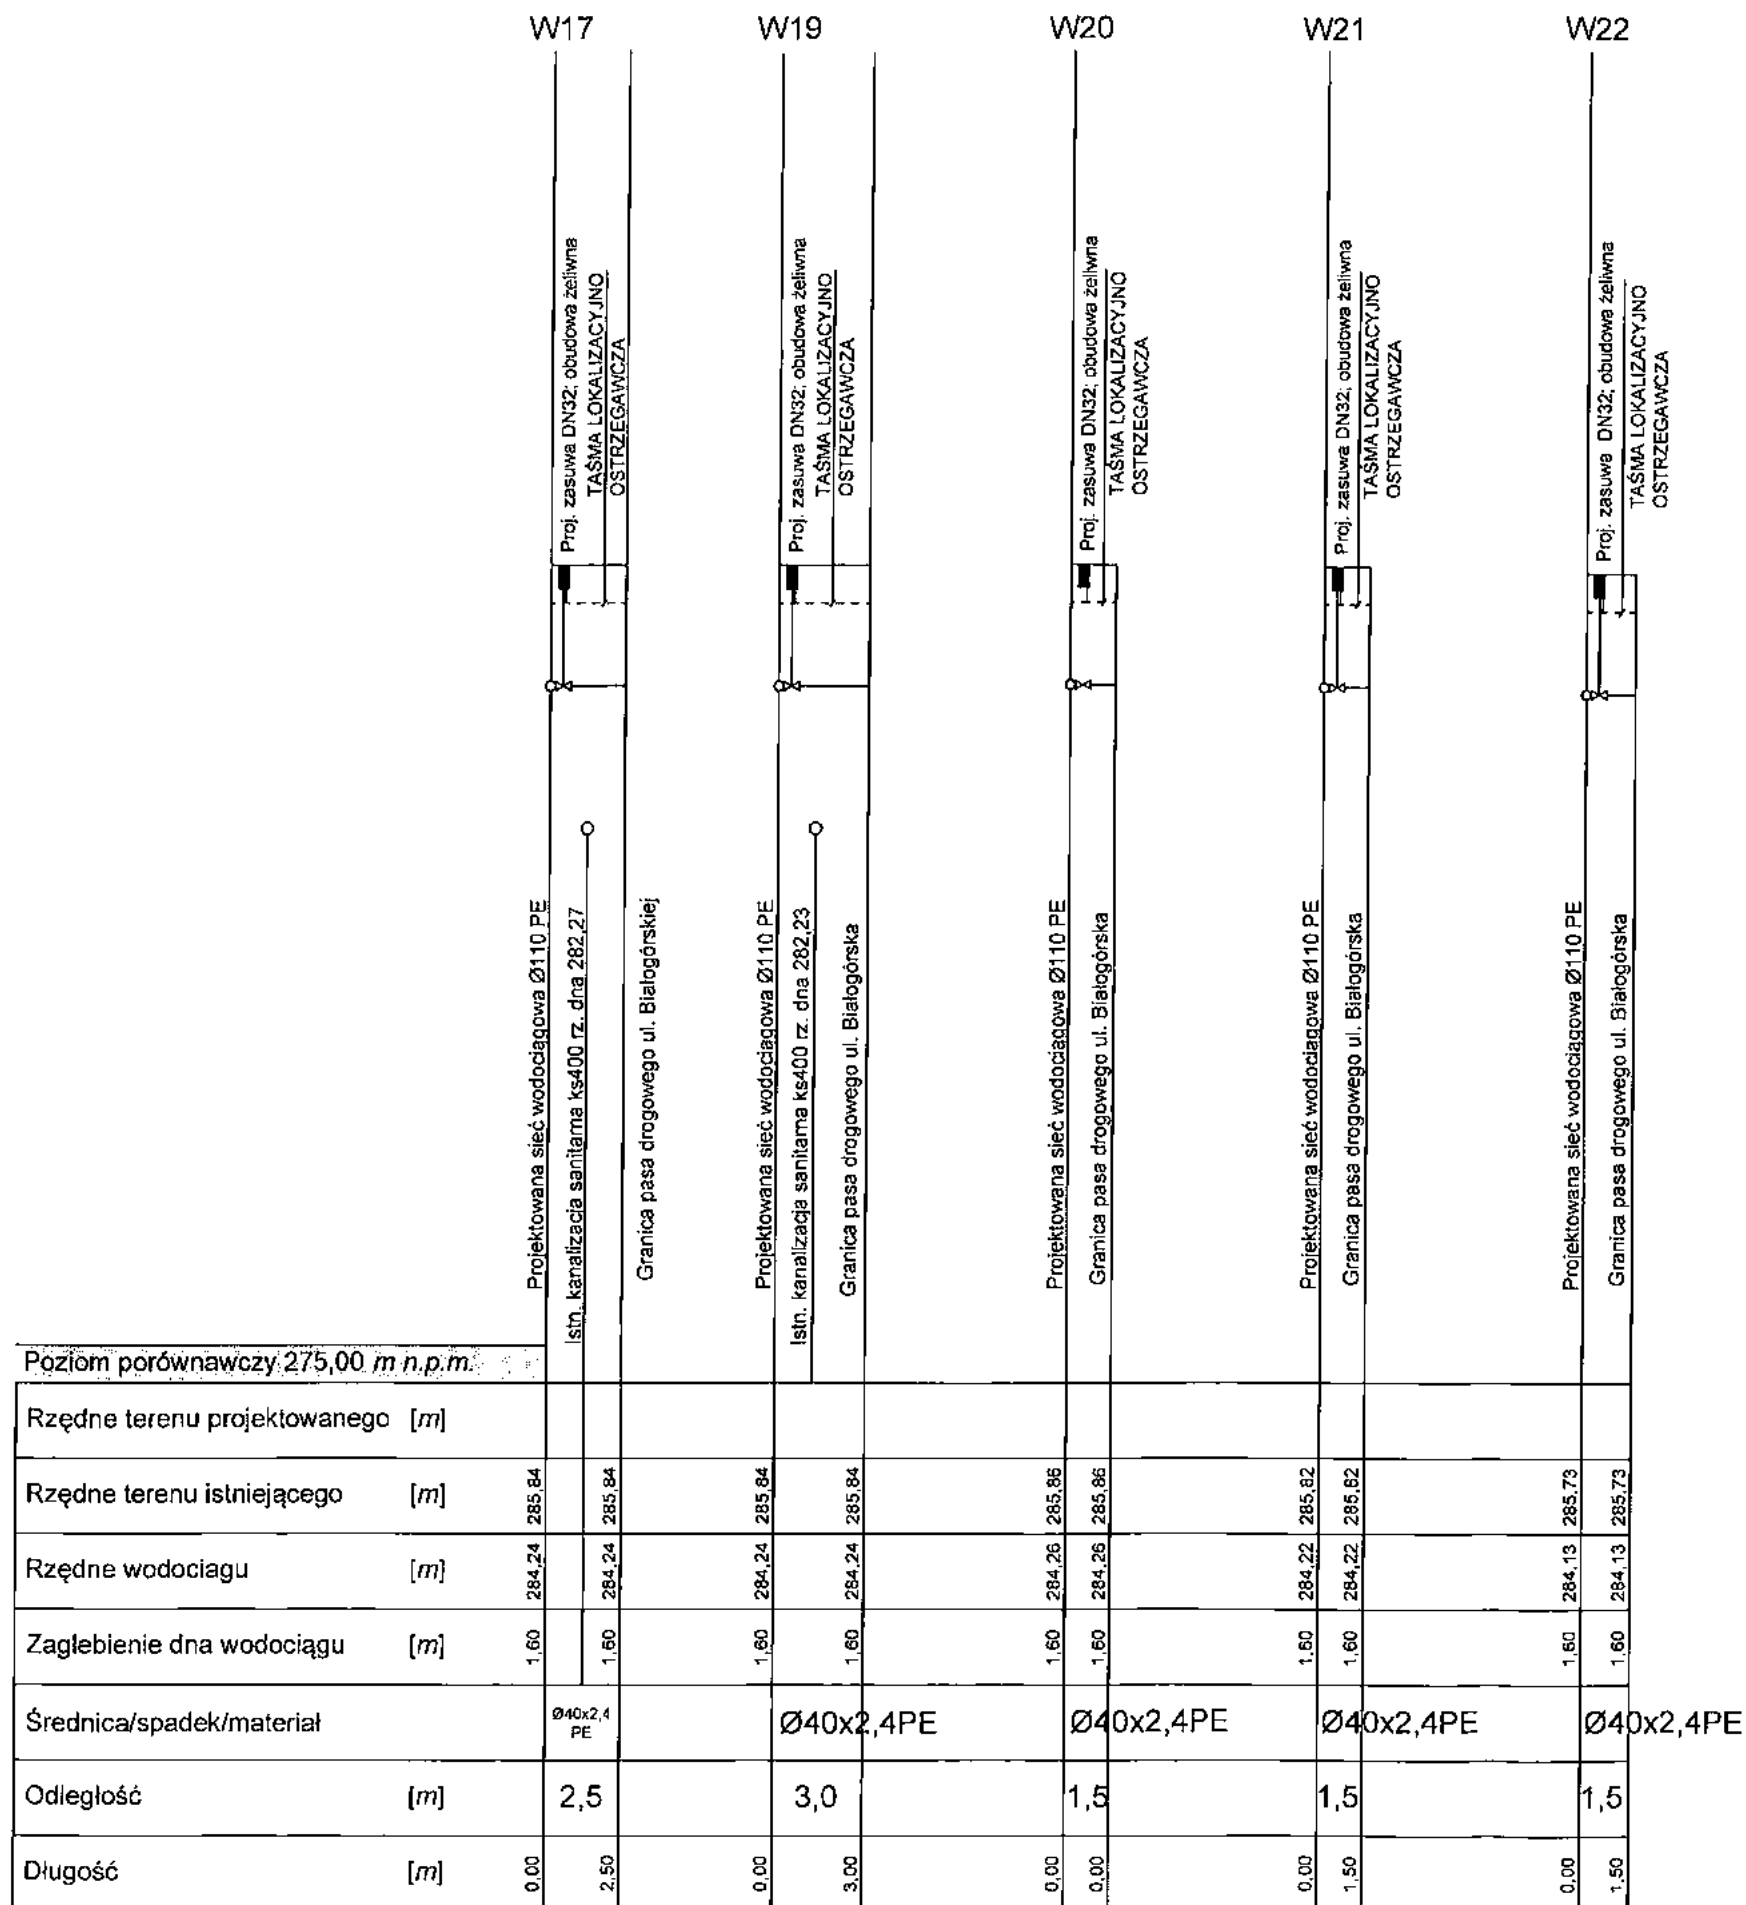 W17 W19 W20 W21 W22
Proj. zasuwa DN32; obudowa żeliwna
TAŚMA LOKALIZACYJNO
OSTRZEGAWCZA
Proj. zasuwa DN32; obudowa żeliwna
TAŚMA LOKALIZACYJNO
OSTRZEGAWCZA
Proj. zasuwa DN32; obudowa żeliwna
TAŚMA LOKALIZACYJNO
OSTRZEGAWCZA
Proj. zasuwa DN32; obudowa żeliwna
TAŚMA LOKALIZACYJNO
OSTRZEGAWCZA
Proj. zasuwa DN32; obudowa żeliwna
TAŚMA LOKALIZACYJNO
OSTRZEGAWCZA
Projektowana sieć wodociągowa Ø110 PE
Istn. kanalizacja sanitarna ks400 rz. dna 282,27
Granica pasa drogowego ul. Białogórskiej
Projektowana sieć wodociągowa Ø110 PE
Istn. kanalizacja sanitarna ks400 rz. dna 282,23
Granica pasa drogowego ul. Białogórska
Projektowana sieć wodociągowa Ø110 PE
Granica pasa drogowego ul. Białogórska
Projektowana sieć wodociągowa Ø110 PE
Granica pasa drogowego ul. Białogórska
Projektowana sieć wodociągowa Ø110 PE
Granica pasa drogowego ul. Białogórska
Poziom porównawczy 275,00 m n.p.m.
Rzędne terenu projektowanego [m]
Rzędne terenu istniejącego [m] 285,84 285,84 285,84 285,84 285,86 285,86 285,82 285,82 285,73 285,73
Rzędne wodociagu [m] 284,24 284,24 284,24 284,24 284,26 284,26 284,22 284,22 284,13 284,13
Zagłebienie dna wodociągu [m] 1,60 1,60 1,60 1,60 1,60 1,60 1,60 1,60 1,60 1,60
Średnica/spadek/materiał Ø40x2,4 PE Ø40x2,4PE Ø40x2,4PE Ø40x2,4PE Ø40x2,4PE
Odległość [m] 2,5 3,0 1,5 1,5 1,5
Długość [m] 0,00 2,50 0,00 3,00 0,00 0,00 0,00 1,50 0,00 1,50